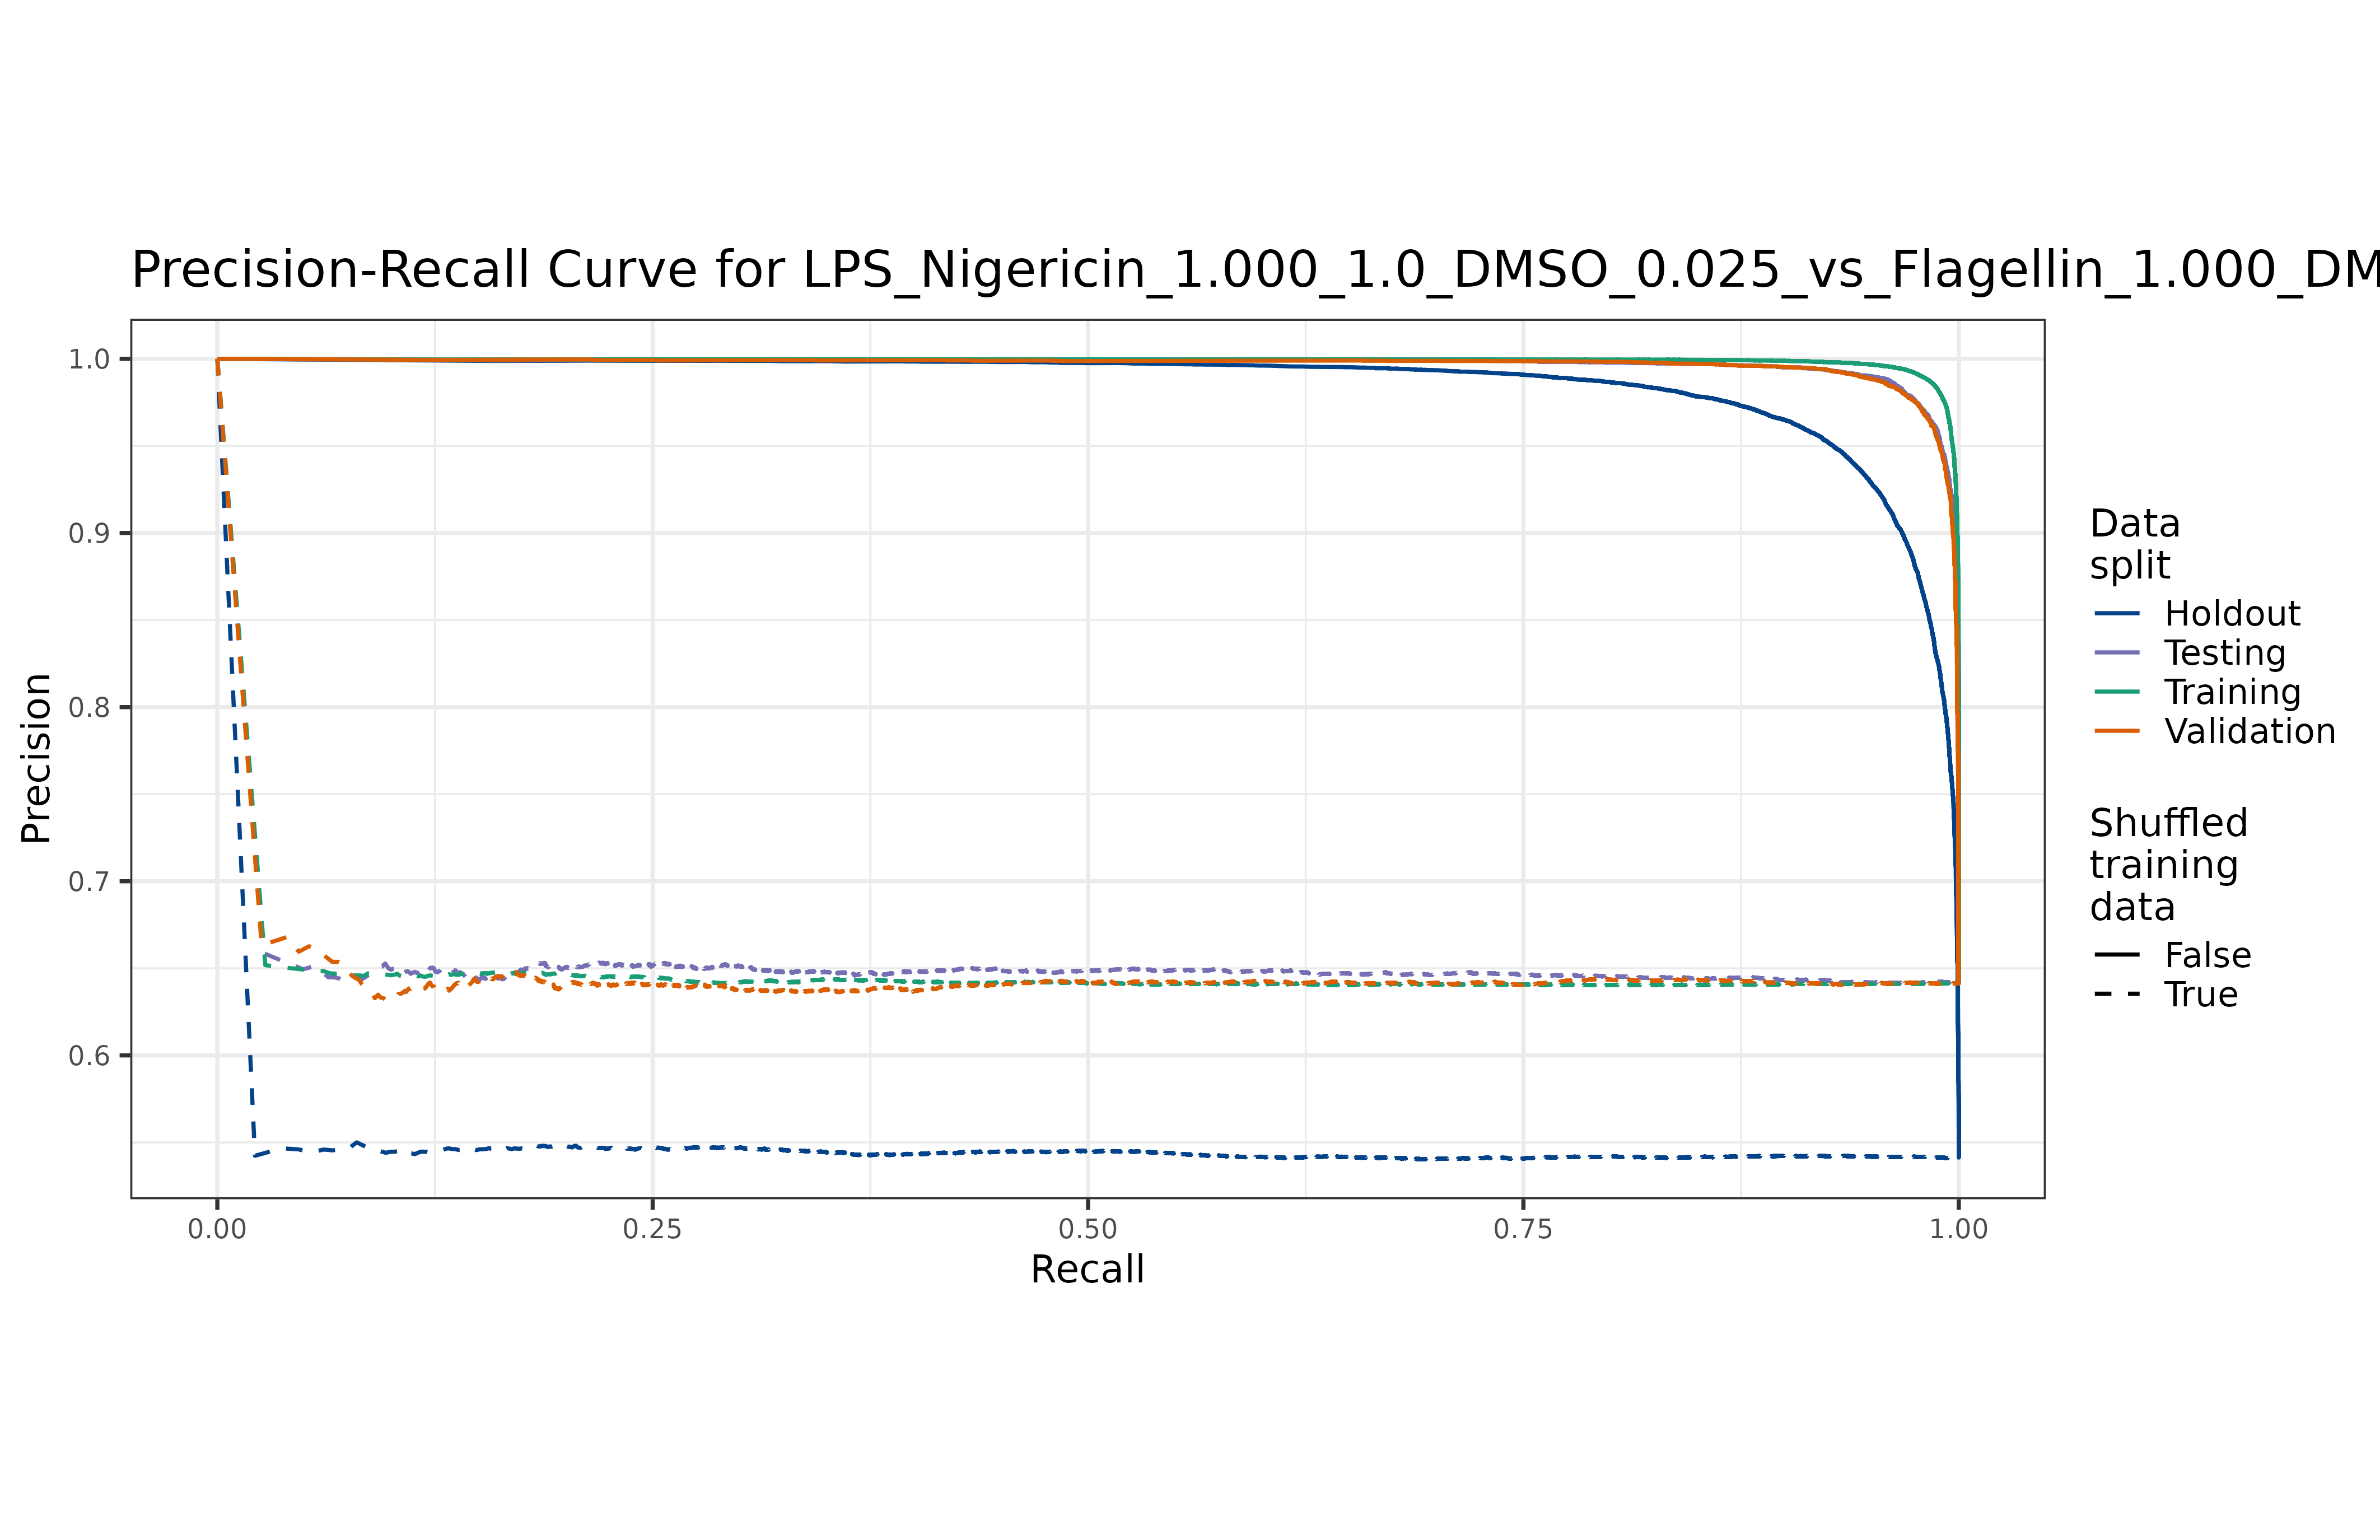 Precision-Recall Curve for LPS_Nigericin_1.000_1.0_DMSO_0.025_vs_Flagellin_1.000_DM
1.0
0.9
0.8
0.7
0.6
Precision
0.00
0.25
0.50
0.75
1.00
Recall
Data
split
Holdout
Testing
Training
Validation
Shuffled
training
data
False
True